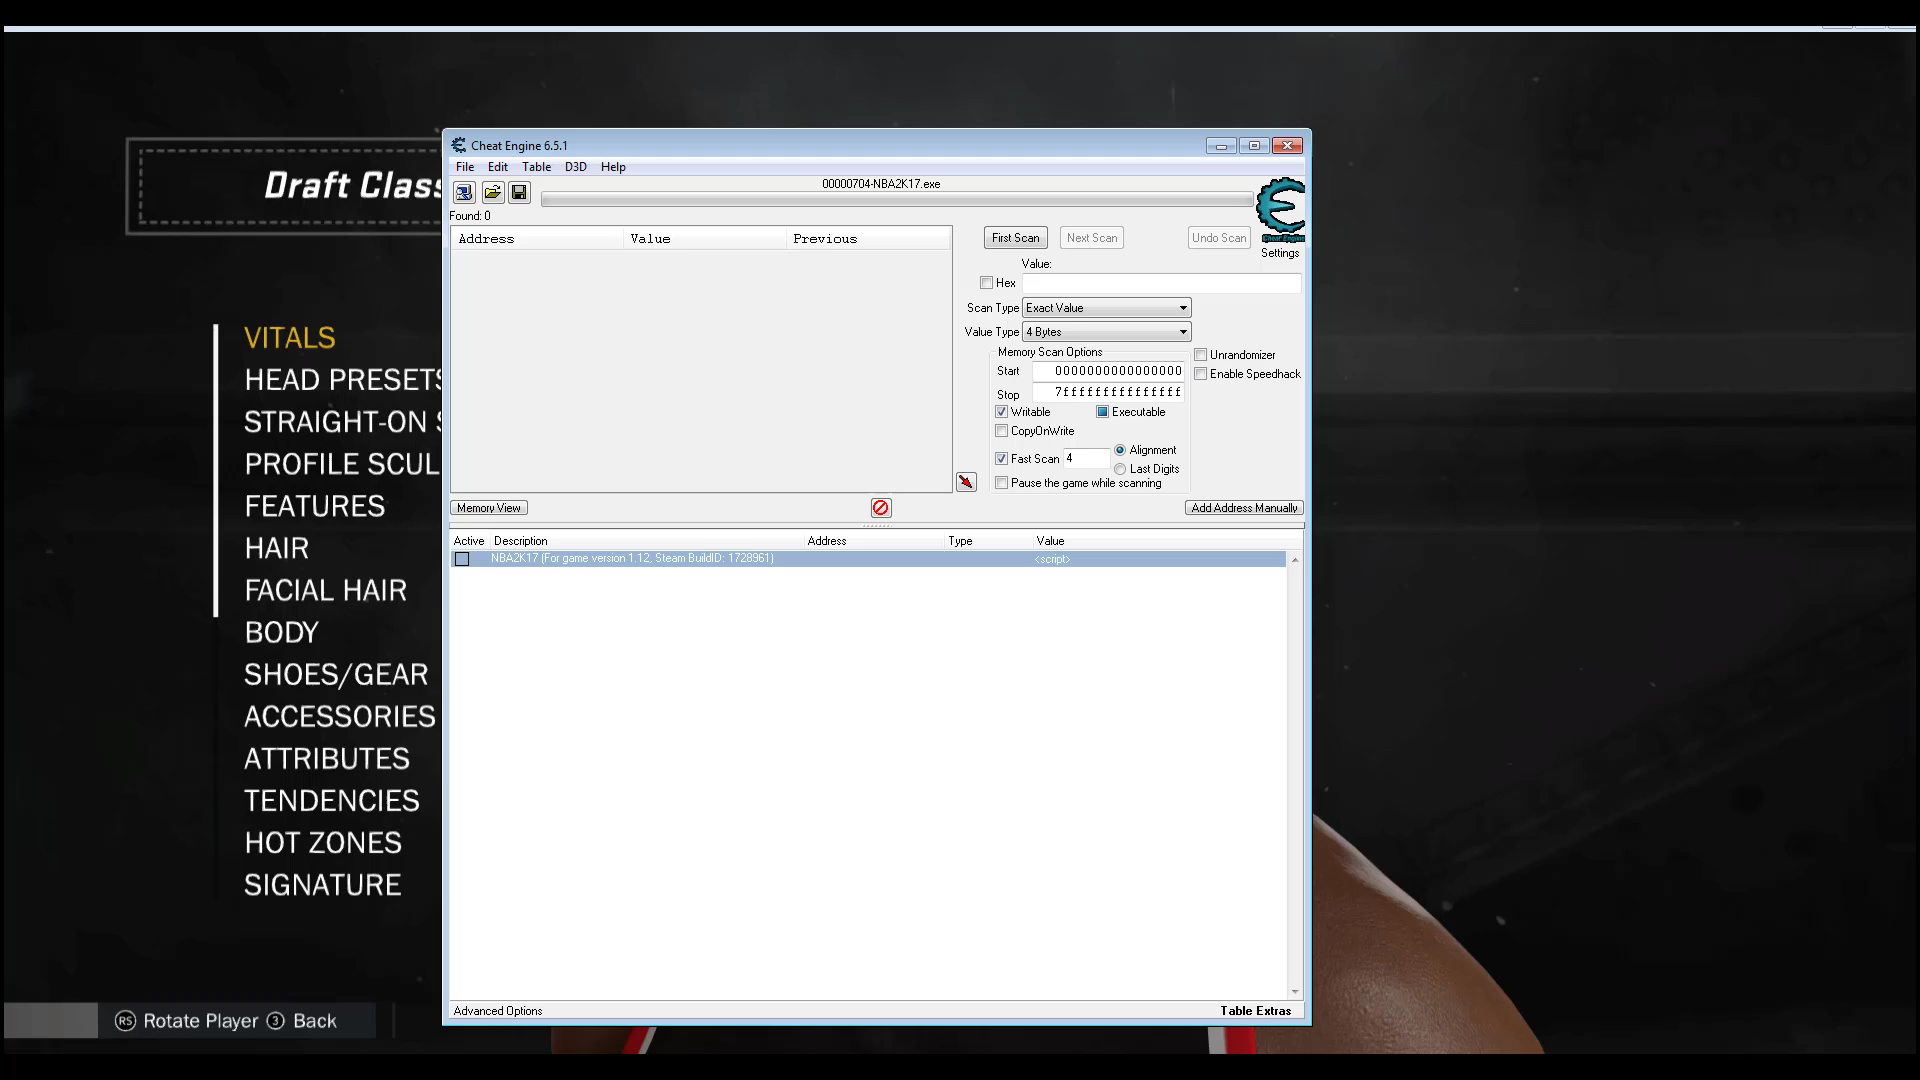 Draft Clas
VITALS
HEAD PRESETS
STRAIGHT-ON S
PROFILE SCUL
FEATURES
HAIR
FACIAL HAIR
BODY
SHOES/GEAR
ACCESSORIES
ATTRIBUTES
TENDENCIES
HOT ZONES
SIGNATURE
RS Rotate Player 3 Back
Cheat Engine 6.5.1
File Edit Table D3D Help
00000704-NBA2K17.exe
Found: 0
Address Value Previous
First Scan Next Scan Undo Scan
Cheat Engine
Settings
Value:
Hex
Scan Type Exact Value
Value Type 4 Bytes
Memory Scan Options
Unrandomizer
Start 0000000000000000
Enable Speedhack
Stop 7fffffffffffffff
Writable Executable
CopyOnWrite
Fast Scan 4 Alignment
Last Digits
Pause the game while scanning
Memory View Add Address Manually
Active Description Address Type Value
NBA2K17 (For game version 1.12, Steam BuildID: 1728961) <script>
Advanced Options Table Extras